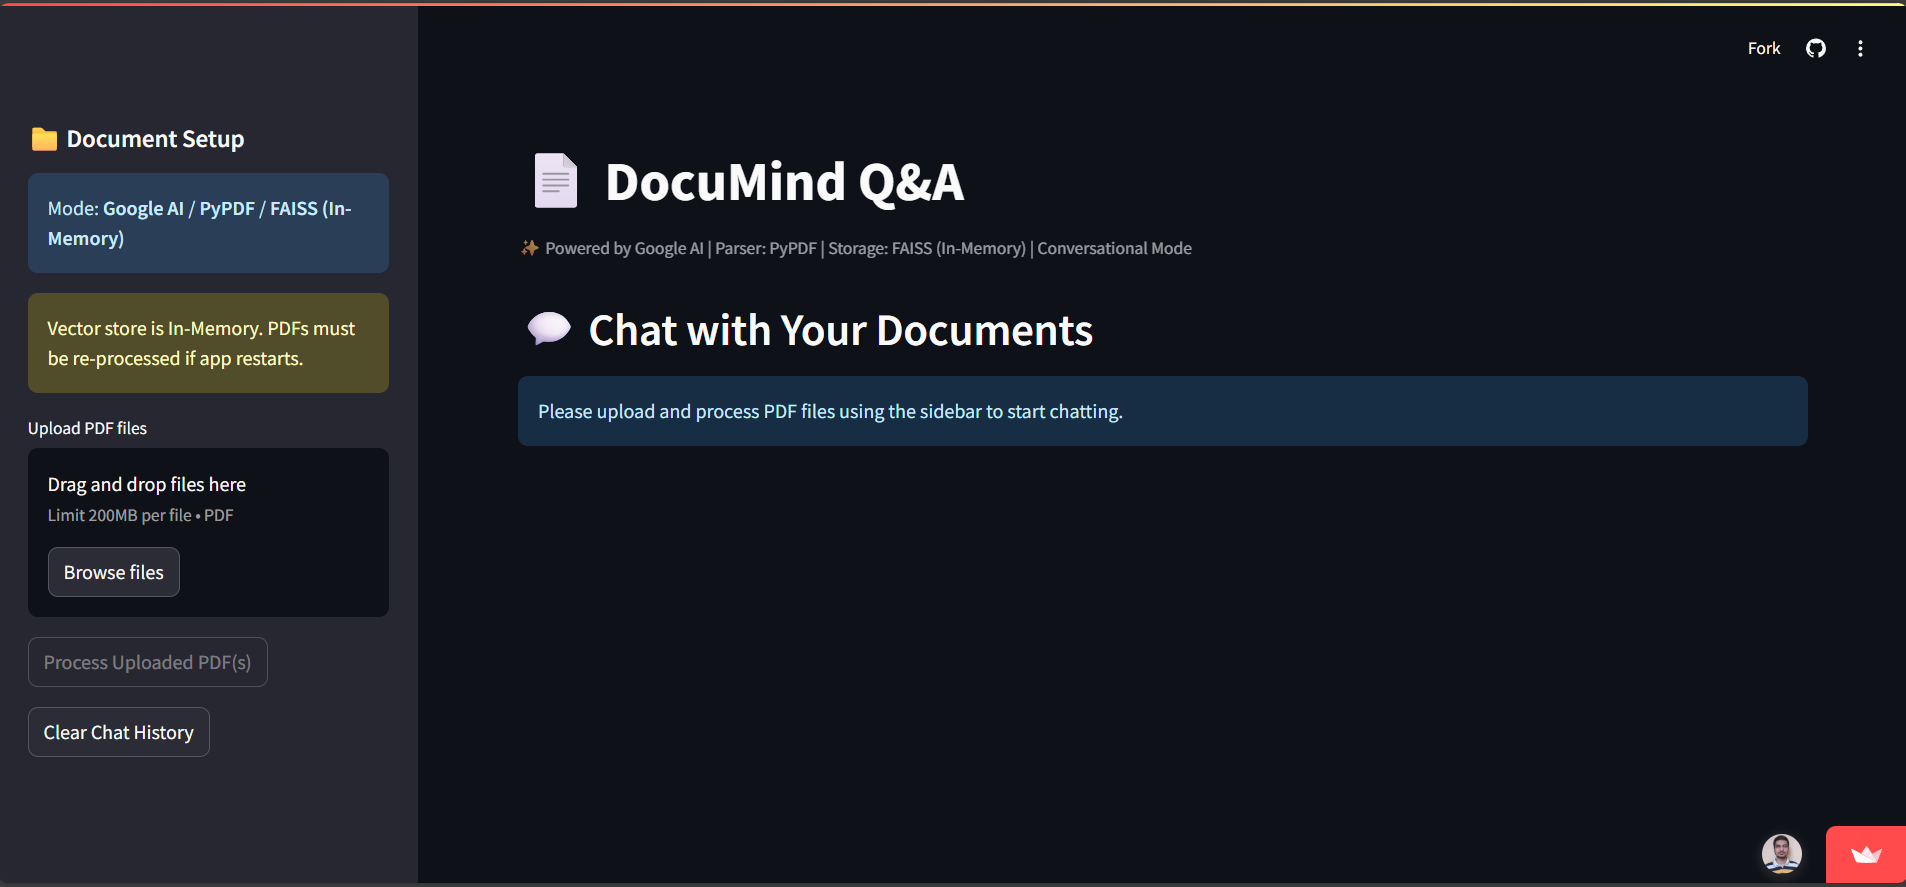 Fork
Document Setup
Mode: Google AI / PyPDF / FAISS (In-
Memory)
Vector store is In-Memory. PDFs must
be re-processed if app restarts.
Upload PDF files
Drag and drop files here
Limit 200MB per file • PDF
Browse files
Process Uploaded PDF(s)
Clear Chat History
DocuMind Q&A
Powered by Google AI | Parser: PyPDF | Storage: FAISS (In-Memory) | Conversational Mode
Chat with Your Documents
Please upload and process PDF files using the sidebar to start chatting.